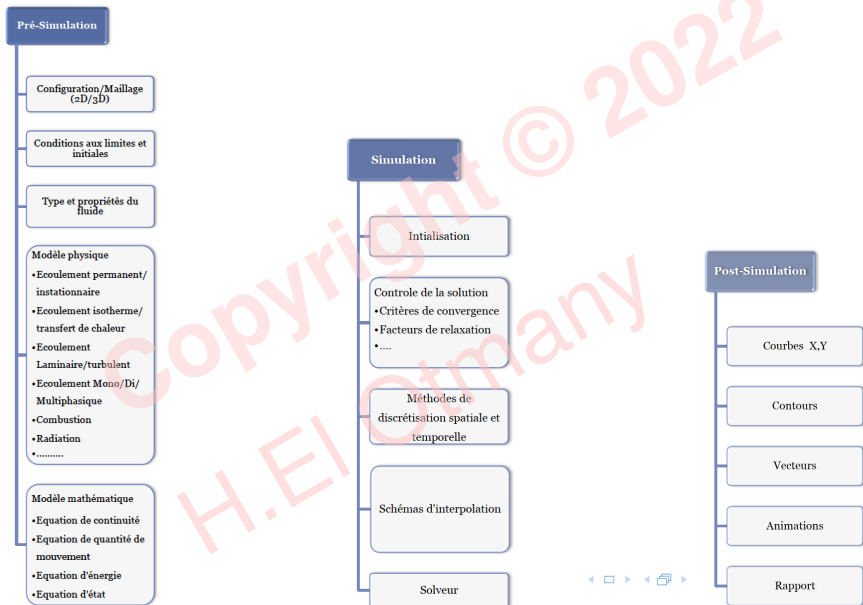 Pré-Simulation
Configuration/Maillage
(2D/3D)
Conditions aux limites et
initiales
Type et propriétés du
fluide
Modèle physique
•Ecoulement permanent/
instationnaire
•Ecoulement isotherme/
transfert de chaleur
•Ecoulement
Laminaire/turbulent
•Ecoulement Mono/Di/
Multiphasique
•Combustion
•Radiation
•..........
Modèle mathématique
•Equation de continuité
•Equation de quantité de
mouvement
•Equation d'énergie
•Equation d'état
Simulation
Intialisation
Controle de la solution
•Critères de convergence
•Facteurs de relaxation
•....
Méthodes de
discrétisation spatiale et
temporelle
Schémas d'interpolation
Solveur
Post-Simulation
Courbes X,Y
Contours
Vecteurs
Animations
Rapport
Copyright © 2022
H.El Otmany